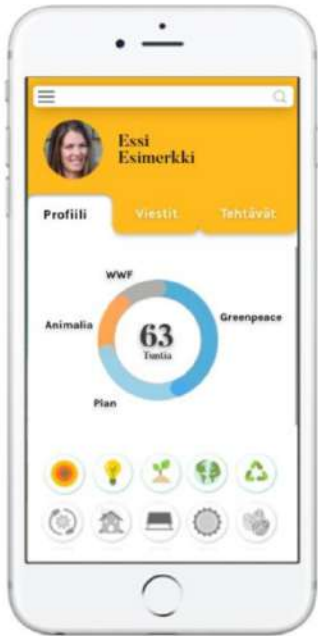 Essi
Esimerkki
Profiili
Viestit
Tehtävät
WWF
Animalia
Greenpeace
63
Tuntia
Plan